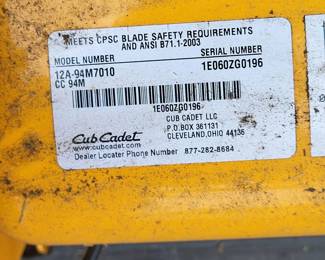 MEETS CPSC BLADE SAFETY REQUIREMENTS
AND ANSI B71.1-2003
MODEL NUMBER SERIAL NUMBER
12A-94M7010 1E060ZG0196
CC 94M
1E060ZG0196
Cub Cadet CUB CADET LLC
www.cubcadet.com P.O.BOX 361131
CLEVELAND,OHIO 44136
Dealer Locater Phone Number 877-282-8684